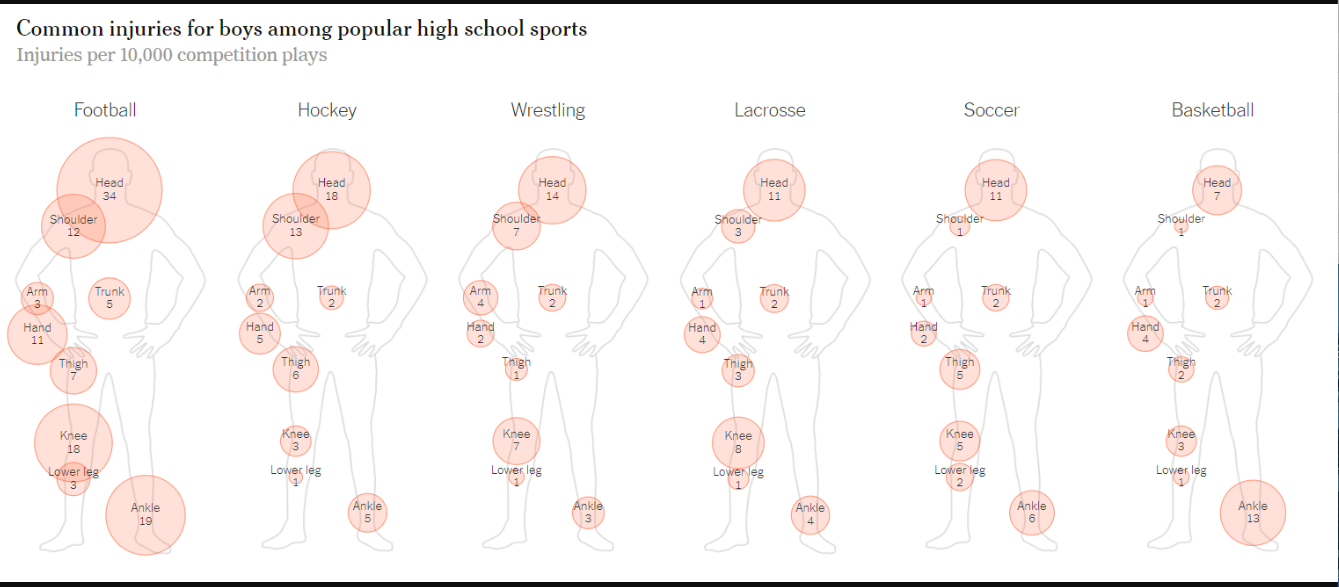 Common injuries for boys among popular high school sports
Injuries per 10,000 competition plays
Football
Head
34
Shoulder
12
Arm
3
Trunk
5
Hand
11
Thigh
7
Knee
18
Lower leg
3
Ankle
19
Hockey
Head
18
Shoulder
13
Arm
2
Trunk
2
Hand
5
Thigh
6
Knee
3
Lower leg
1
Ankle
5
Wrestling
Head
14
Shoulder
7
Arm
4
Trunk
2
Hand
2
Thigh
1
Knee
7
Lower leg
1
Ankle
3
Lacrosse
Head
11
Shoulder
3
Arm
1
Trunk
2
Hand
4
Thigh
3
Knee
8
Lower leg
1
Ankle
4
Soccer
Head
11
Shoulder
1
Arm
1
Trunk
2
Hand
2
Thigh
5
Knee
5
Lower leg
2
Ankle
6
Basketball
Head
7
Shoulder
1
Arm
1
Trunk
2
Hand
4
Thigh
2
Knee
3
Lower leg
1
Ankle
13